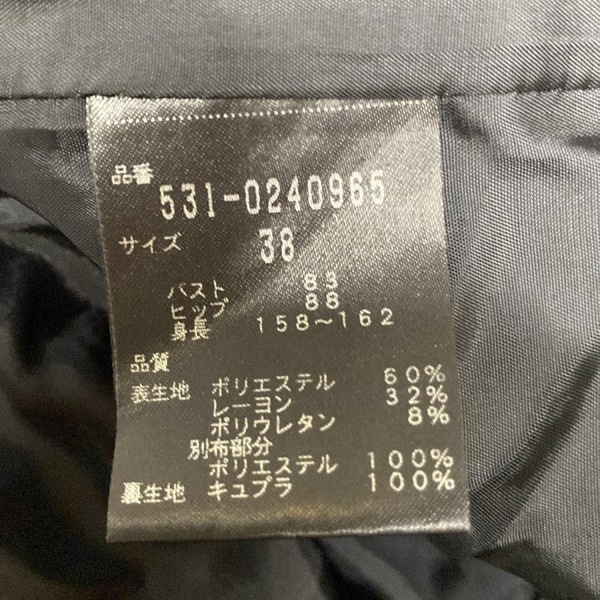 品番
531-0240965
サイズ 38
バスト 83
ヒップ 88
身長 158～162
品質
表生地 ポリエステル 60%
レーヨン 32%
ポリウレタン 8%
別布部分
ポリエステル 100%
裏生地 キュプラ 100%